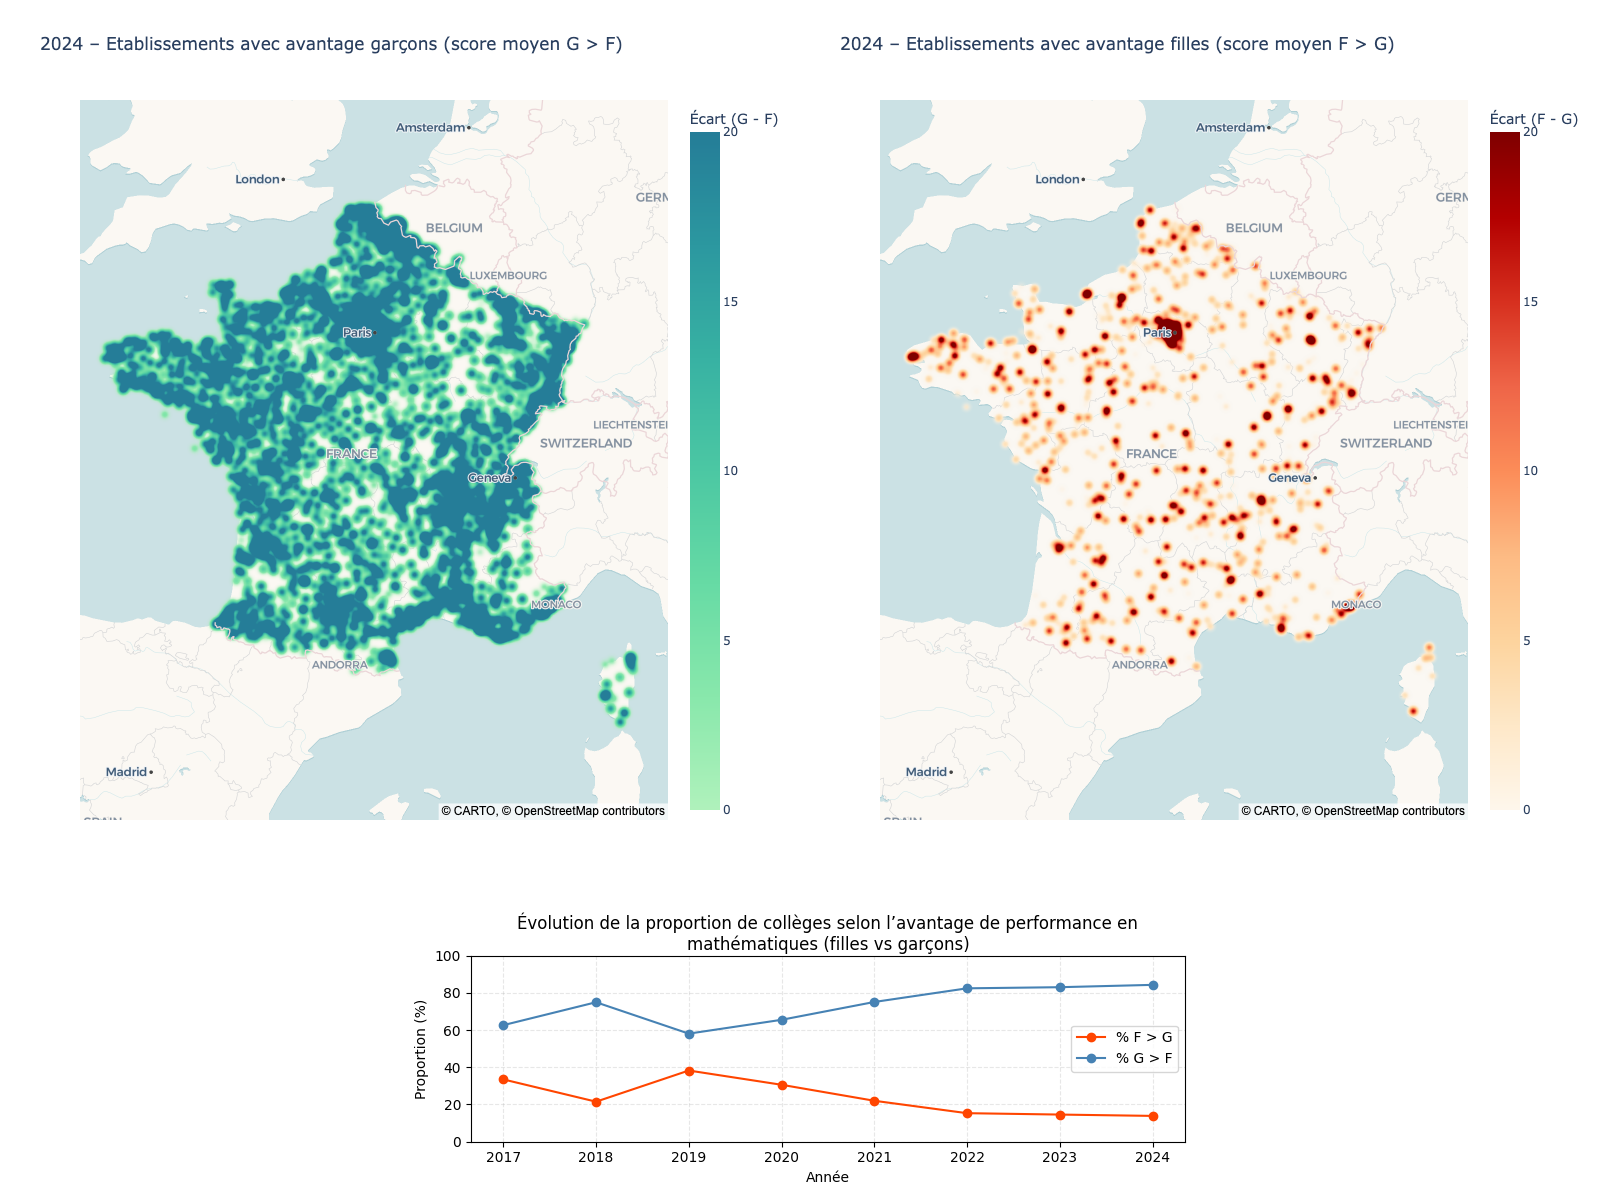 2024 – Etablissements avec avantage garçons (score moyen G > F)
2024 – Etablissements avec avantage filles (score moyen F > G)
Écart (G - F)
20
15
10
5
0
Amsterdam
London
GERM
BELGIUM
LUXEMBOURG
Paris
LIECHTENSTEI
SWITZERLAND
FRANCE
Geneva
MONACO
ANDORRA
Madrid
SPAIN
© CARTO, © OpenStreetMap contributors
Écart (F - G)
20
15
10
5
0
Amsterdam
London
GERM
BELGIUM
LUXEMBOURG
Paris
LIECHTENSTEI
SWITZERLAND
FRANCE
Geneva
MONACO
ANDORRA
Madrid
SPAIN
© CARTO, © OpenStreetMap contributors
Évolution de la proportion de collèges selon l’avantage de performance en
mathématiques (filles vs garçons)
Proportion (%)
100
80
60
40
20
0
% F > G
% G > F
2017 2018 2019 2020 2021 2022 2023 2024
Année